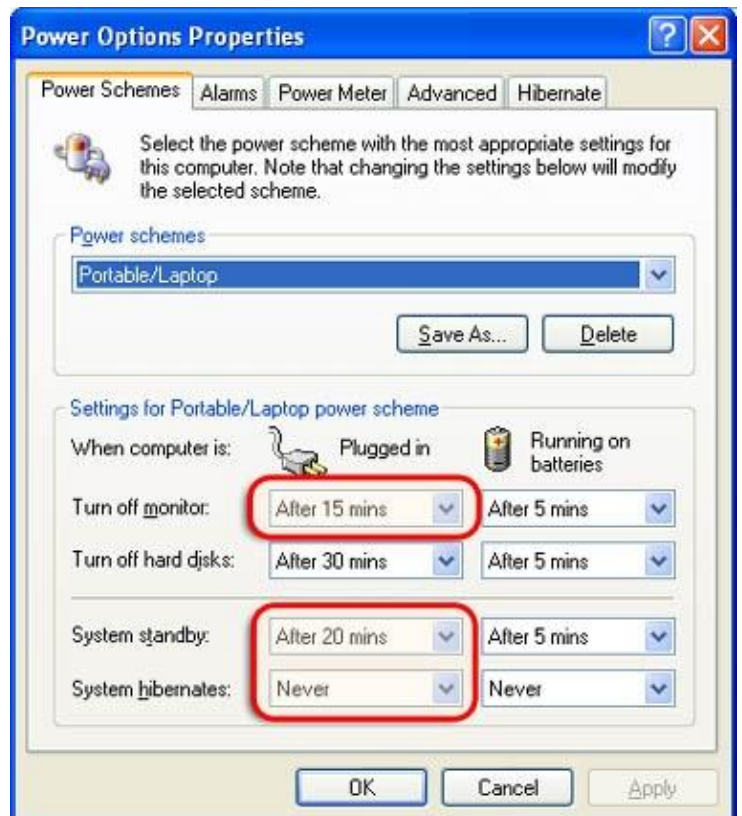 Power Options Properties
Power Schemes Alarms Power Meter Advanced Hibernate
Select the power scheme with the most appropriate settings for
this computer. Note that changing the settings below will modify
the selected scheme.
Power schemes
Portable/Laptop
Save As... Delete
Settings for Portable/Laptop power scheme
When computer is: Plugged in Running on
batteries
Turn off monitor: After 15 mins After 5 mins
Turn off hard disks: After 30 mins After 5 mins
System standby: After 20 mins After 5 mins
System hibernates: Never Never
OK Cancel Apply